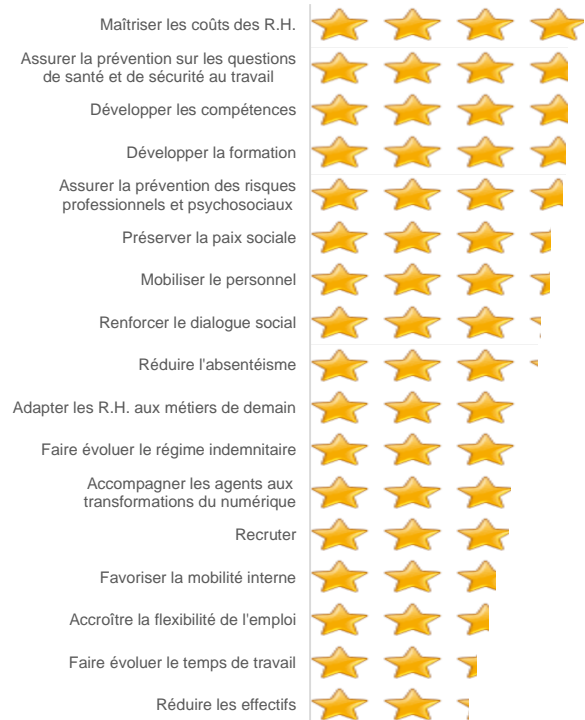 Maîtriser les coûts des R.H.
Assurer la prévention sur les questions
de santé et de sécurité au travail
Développer les compétences
Développer la formation
Assurer la prévention des risques
professionnels et psychosociaux
Préserver la paix sociale
Mobiliser le personnel
Renforcer le dialogue social
Réduire l'absentéisme
Adapter les R.H. aux métiers de demain
Faire évoluer le régime indemnitaire
Accompagner les agents aux
transformations du numérique
Recruter
Favoriser la mobilité interne
Accroître la flexibilité de l'emploi
Faire évoluer le temps de travail
Réduire les effectifs